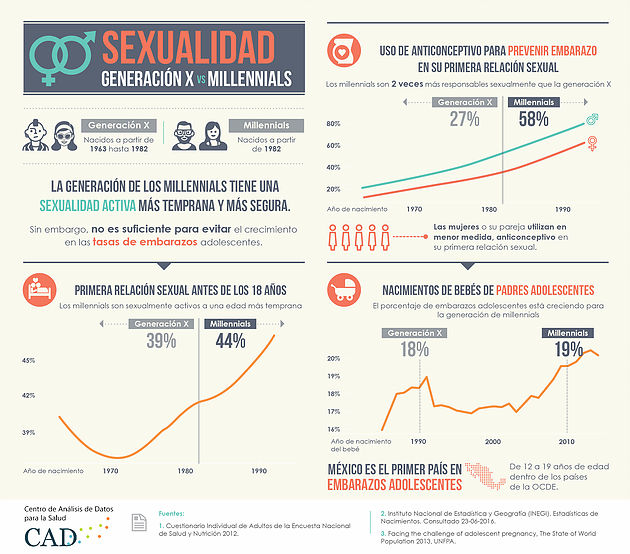 SEXUALIDAD
GENERACIÓN X vs MILLENNIALS
Generación X
Nacidos a partir de
1963 hasta 1982
Millennials
Nacidos a partir
de 1982
LA GENERACIÓN DE LOS MILLENNIALS TIENE UNA
SEXUALIDAD ACTIVA MÁS TEMPRANA Y MÁS SEGURA.
Sin embargo, no es suficiente para evitar el crecimiento
en las tasas de embarazos adolescentes.
USO DE ANTICONCEPTIVO PARA PREVENIR EMBARAZO
EN SU PRIMERA RELACIÓN SEXUAL
Los millennials son 2 veces más responsables sexualmente que la generación X
Generación X
Millennials
27%
58%
80%
60%
40%
20%
Año de nacimiento
1970
1980
1990
Las mujeres o su pareja utilizan en
menor medida, anticonceptivo en
su primera relación sexual.
PRIMERA RELACIÓN SEXUAL ANTES DE LOS 18 AÑOS
Los millennials son sexualmente activos a una edad más temprana
Generación X
Millennials
39%
44%
45%
42%
39%
Año de nacimiento
1970
1980
1990
NACIMIENTOS DE BEBÉS DE PADRES ADOLESCENTES
El porcentaje de embarazos adolescentes está creciendo para
la generación de millennials
Generación X
Millennials
18%
19%
20%
19%
18%
17%
16%
Año de nacimiento
del bebé
1990
2000
2010
MÉXICO ES EL PRIMER PAÍS EN
EMBARAZOS ADOLESCENTES
De 12 a 19 años de edad
dentro de los países
de la OCDE.
Centro de Análisis de Datos
para la Salud
CAD
Fuentes:
1. Cuestionario Individual de Adultos de la Encuesta Nacional
de Salud y Nutrición 2012.
2. Instituto Nacional de Estadística y Geografía (INEGI). Estadísticas de
Nacimientos. Consultado 23-06-2016.
3. Facing the challenge of adolescent pregnancy, The State of World
Population 2013, UNFPA.